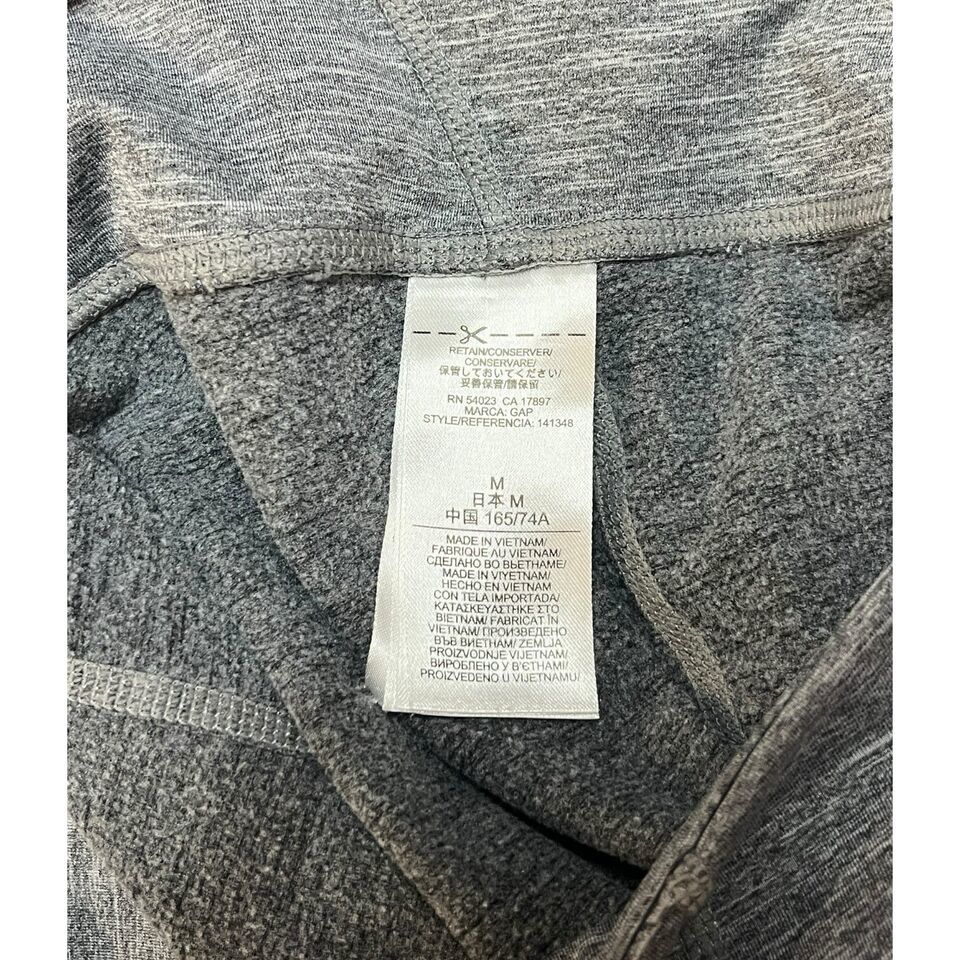 RETAIN/CONSERVER/
CONSERVARE/
保管しておいてください/
妥善保管/請保留
RN 54023 CA 17897
MARCA: GAP
STYLE/REFERENCIA: 141348
M
日本 M
中国 165/74A
MADE IN VIETNAM/
FABRIQUE AU VIETNAM/
СДЕЛАНО ВО ВЬЕТНАМЕ/
MADE IN VIYETNAM/
HECHO EN VIETNAM
CON TELA IMPORTADA/
ΚΑΤΑΣΚΕΥΑΣΤΗΚΕ ΣΤΟ
ΒΙΕΤΝΑΜ/ FABRICAT ÎN
VIETNAM/ ПРОИЗВЕДЕНО
ВЪВ ВИЕТНАМ/ ZEMLJA
PROIZVODNJE VIJETNAM/
ВИРОБЛЕНО У В'ЄТНАМІ/
PROIZVEDENO U VIJETNAMU/